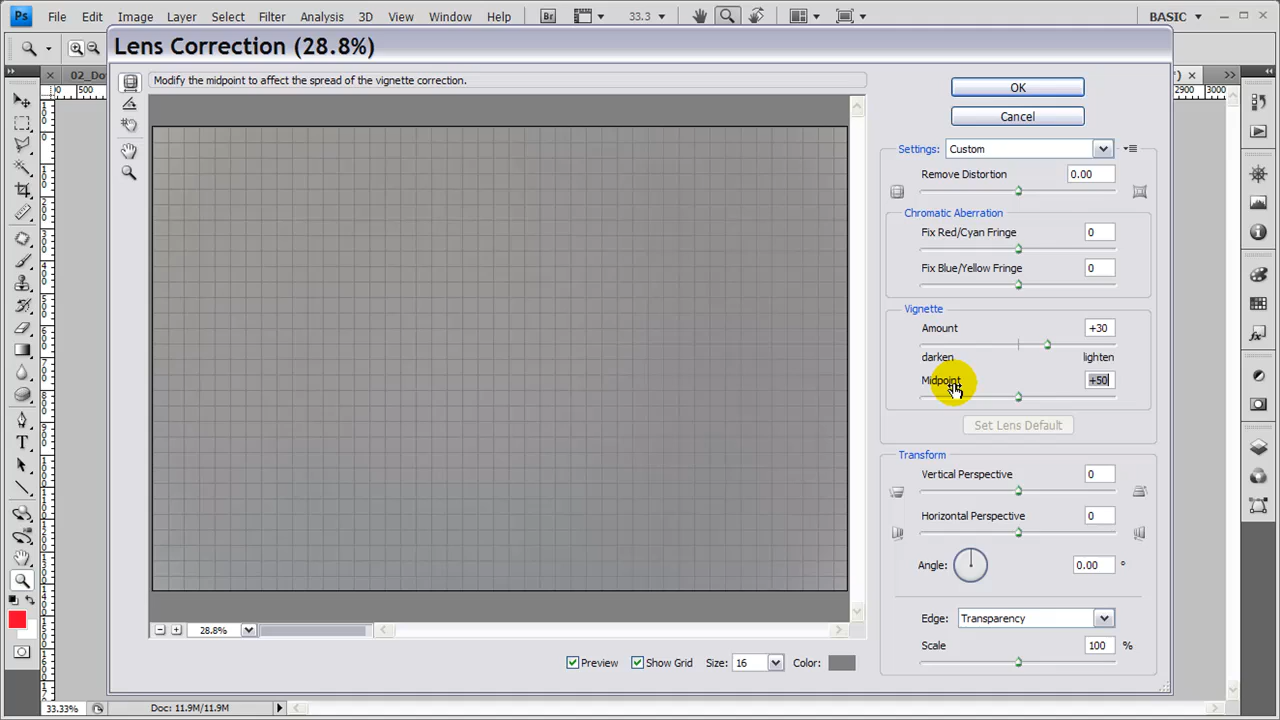 Ps File Edit Image Layer Select Filter Analysis 3D View Window Help Br 33.3 BASIC
Lens Correction (28.8%)
02_Do
0 500 2900 3000
Modify the midpoint to affect the spread of the vignette correction.
OK
Cancel
Settings: Custom
Remove Distortion 0.00
Chromatic Aberration
Fix Red/Cyan Fringe 0
Fix Blue/Yellow Fringe 0
Vignette
Amount +30
darken lighten
Midpoint +50
Set Lens Default
Transform
Vertical Perspective 0
Horizontal Perspective 0
Angle: 0.00 °
Edge: Transparency
Scale 100 %
28.8%
Preview Show Grid Size: 16 Color:
33.33% Doc: 11.9M/11.9M